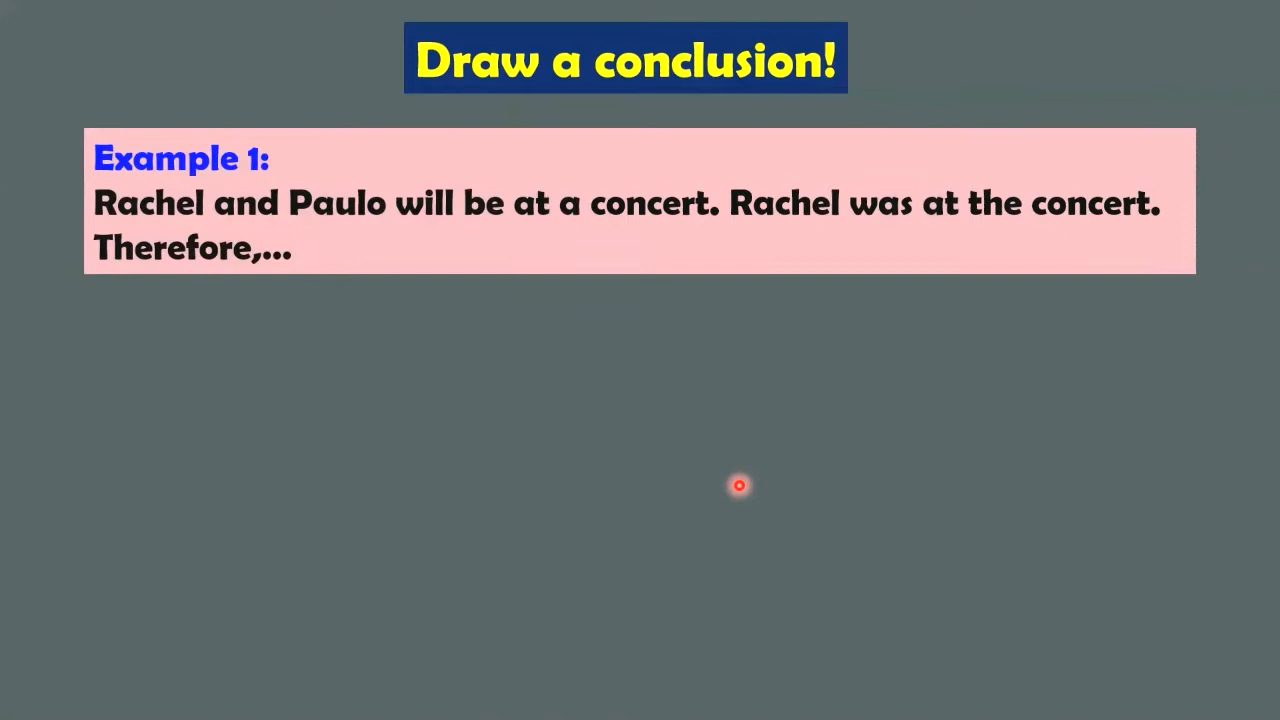 Draw a conclusion!
Example 1:
Rachel and Paulo will be at a concert. Rachel was at the concert.
Therefore,...